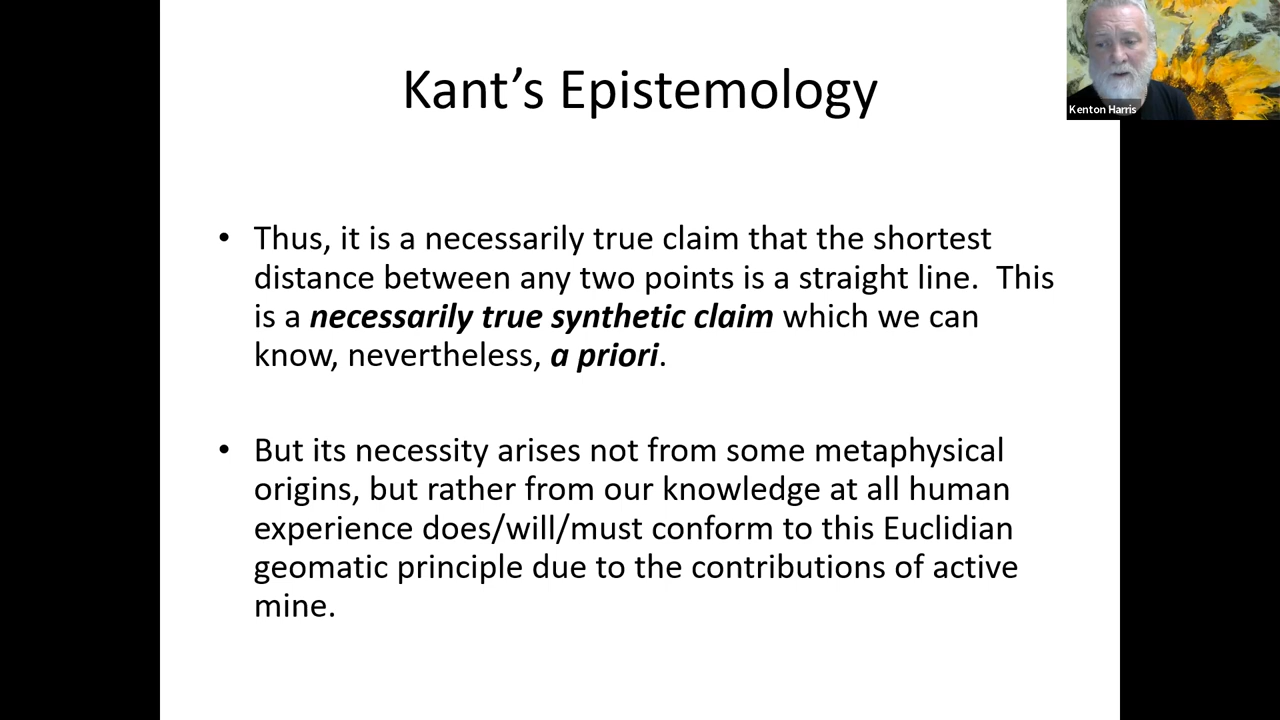 Kant's Epistemology
Kenton Harris
• Thus, it is a necessarily true claim that the shortest
distance between any two points is a straight line.  This
is a necessarily true synthetic claim which we can
know, nevertheless, a priori.
• But its necessity arises not from some metaphysical
origins, but rather from our knowledge at all human
experience does/will/must conform to this Euclidian
geomatic principle due to the contributions of active
mine.